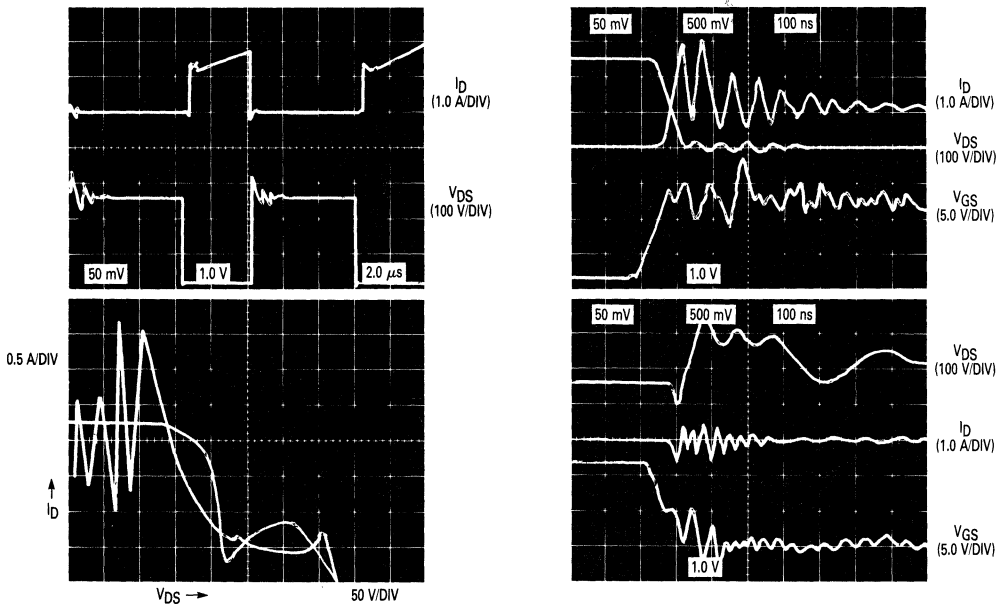 I_D
(1.0 A/DIV)
V_DS
(100 V/DIV)
50 mV
1.0 V
2.0 μs
50 mV
500 mV
100 ns
I_D
(1.0 A/DIV)
V_DS
(100 V/DIV)
V_GS
(5.0 V/DIV)
1.0 V
0.5 A/DIV
↑
I_D
V_DS →
50 V/DIV
50 mV
500 mV
100 ns
V_DS
(100 V/DIV)
I_D
(1.0 A/DIV)
V_GS
(5.0 V/DIV)
1.0 V